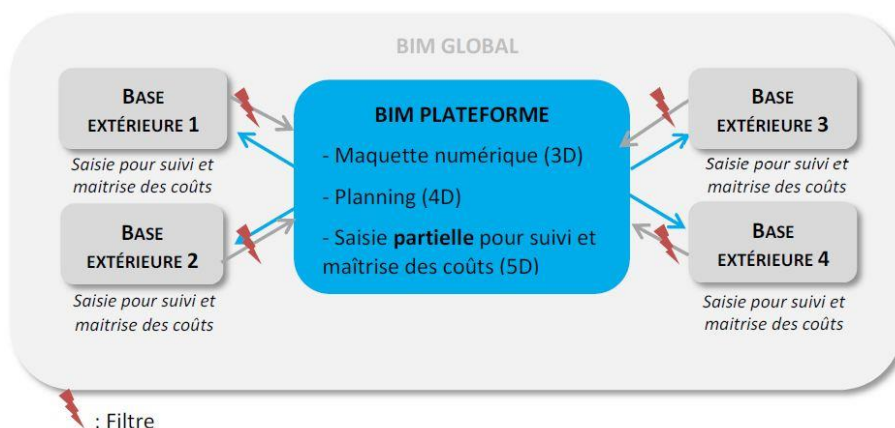 BIM GLOBAL
BASE
EXTÉRIEURE 1
Saisie pour suivi et
maitrise des coûts
BASE
EXTÉRIEURE 2
Saisie pour suivi et
maitrise des coûts
BIM PLATEFORME
- Maquette numérique (3D)
- Planning (4D)
- Saisie partielle pour suivi et
maîtrise des coûts (5D)
BASE
EXTÉRIEURE 3
Saisie pour suivi et
maitrise des coûts
BASE
EXTÉRIEURE 4
Saisie pour suivi et
maitrise des coûts
: Filtre